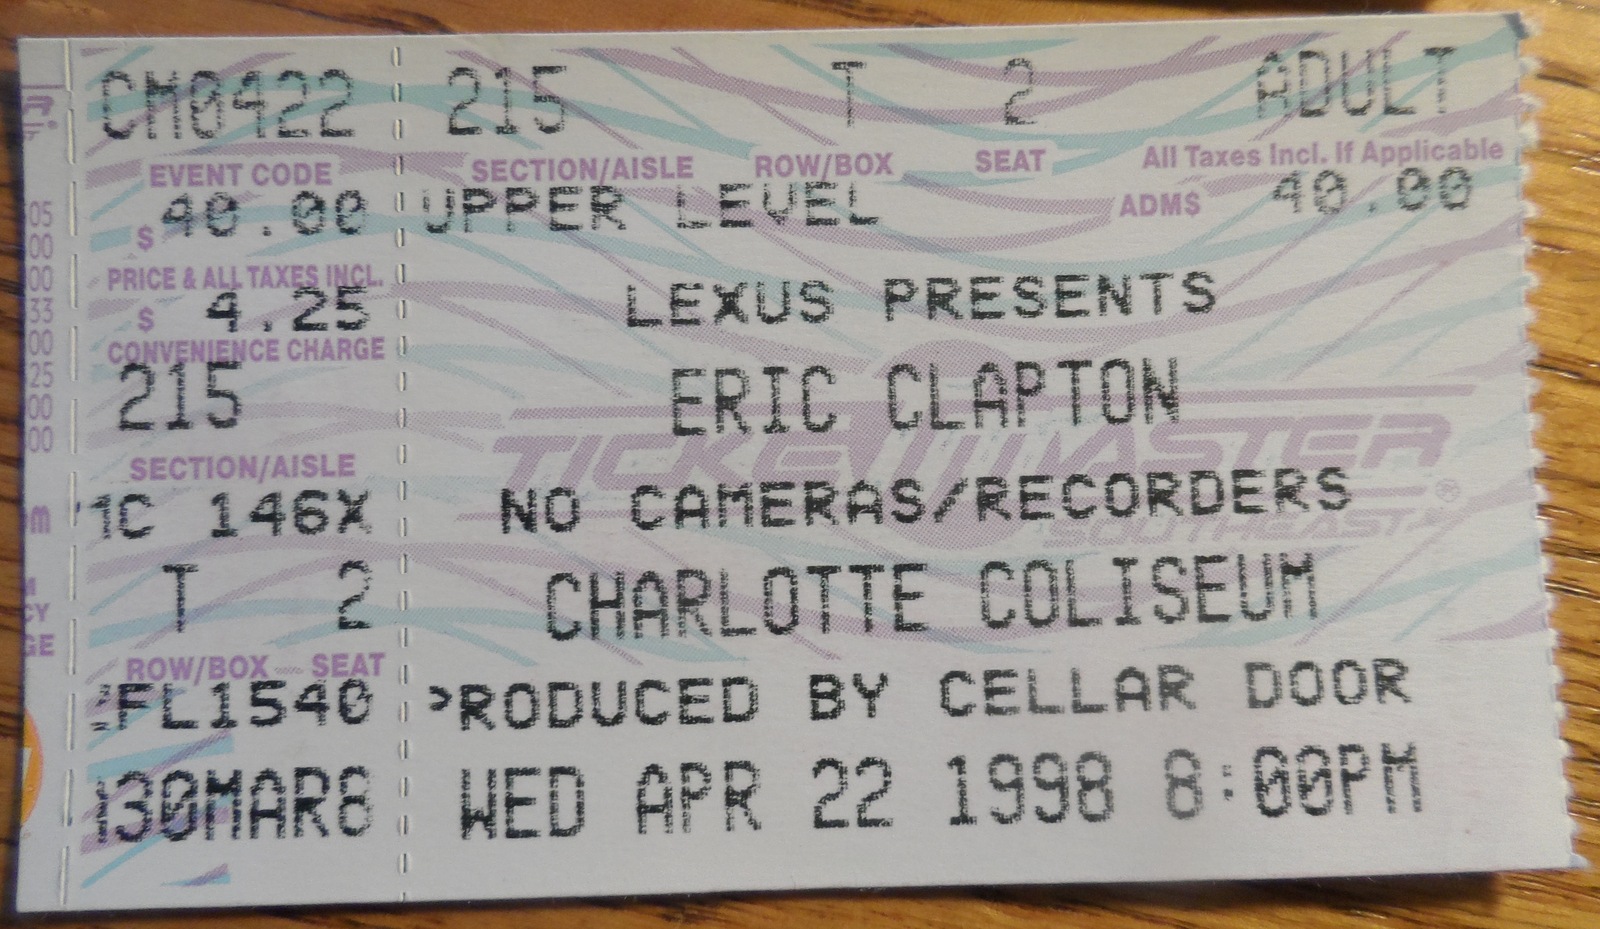 CM0422 215 T 2 ADULT
EVENT CODE SECTION/AISLE ROW/BOX SEAT All Taxes Incl. If Applicable
$ 40.00 UPPER LEVEL ADM$ 40.00
PRICE & ALL TAXES INCL.
$ 4.25 LEXUS PRESENTS
CONVENIENCE CHARGE
215 ERIC CLAPTON
TICKETMASTER
SECTION/AISLE
1C 146X NO CAMERAS/RECORDERS
SOUTHEAST
T 2 CHARLOTTE COLISEUM
ROW/BOX SEAT
FL1540 PRODUCED BY CELLAR DOOR
30MAR8 WED APR 22 1998 8:00PM